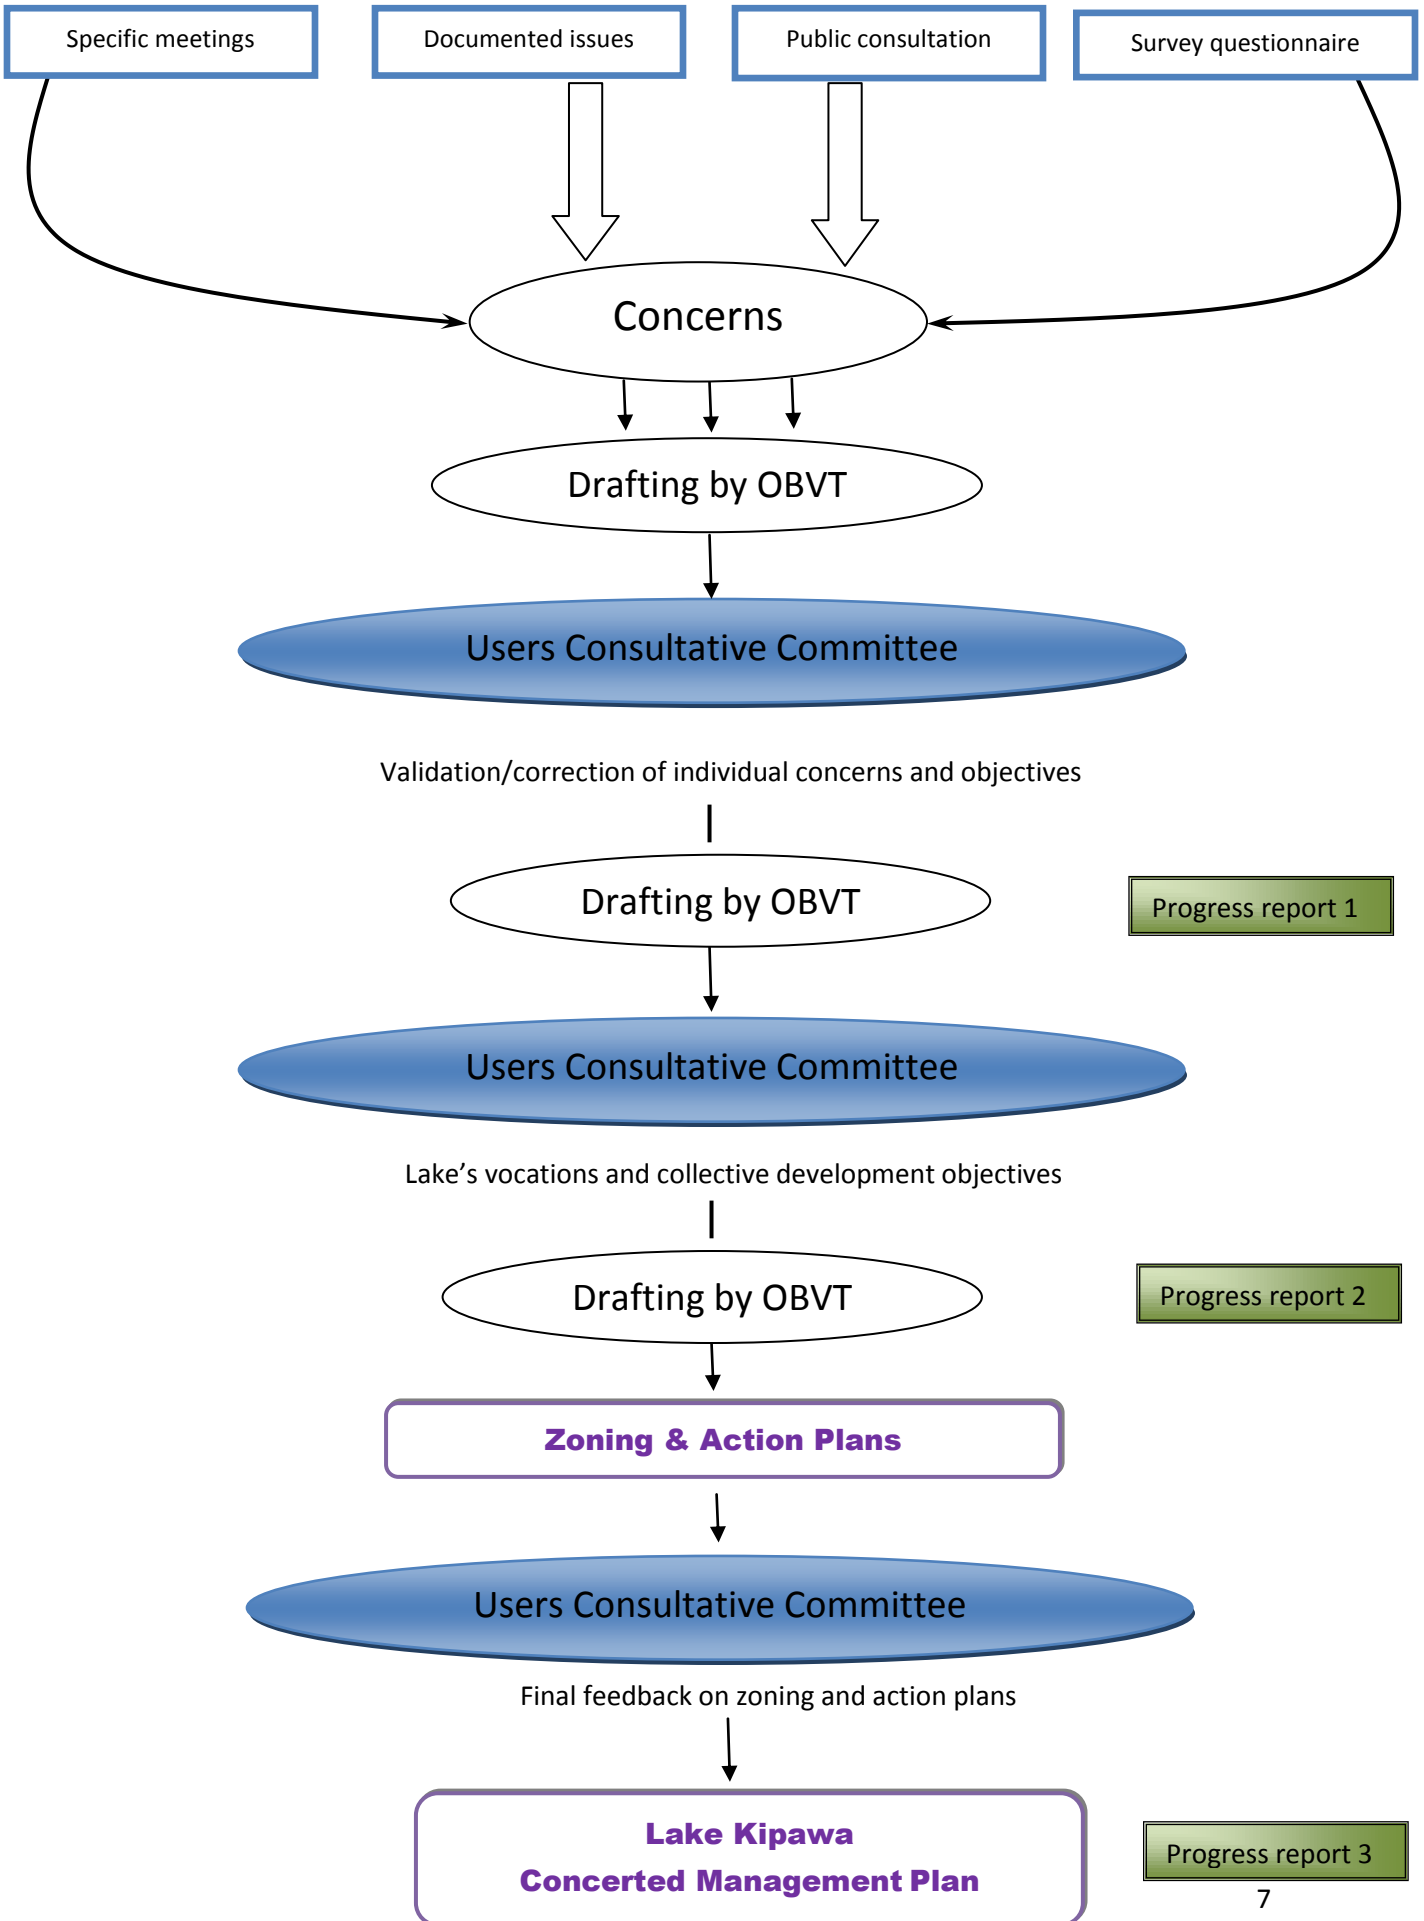 Specific meetings
Documented issues
Public consultation
Survey questionnaire
Concerns
Drafting by OBVT
Users Consultative Committee
Validation/correction of individual concerns and objectives
Drafting by OBVT
Progress report 1
Users Consultative Committee
Lake’s vocations and collective development objectives
Drafting by OBVT
Progress report 2
Zoning & Action Plans
Users Consultative Committee
Final feedback on zoning and action plans
Lake Kipawa
Concerted Management Plan
Progress report 3
7